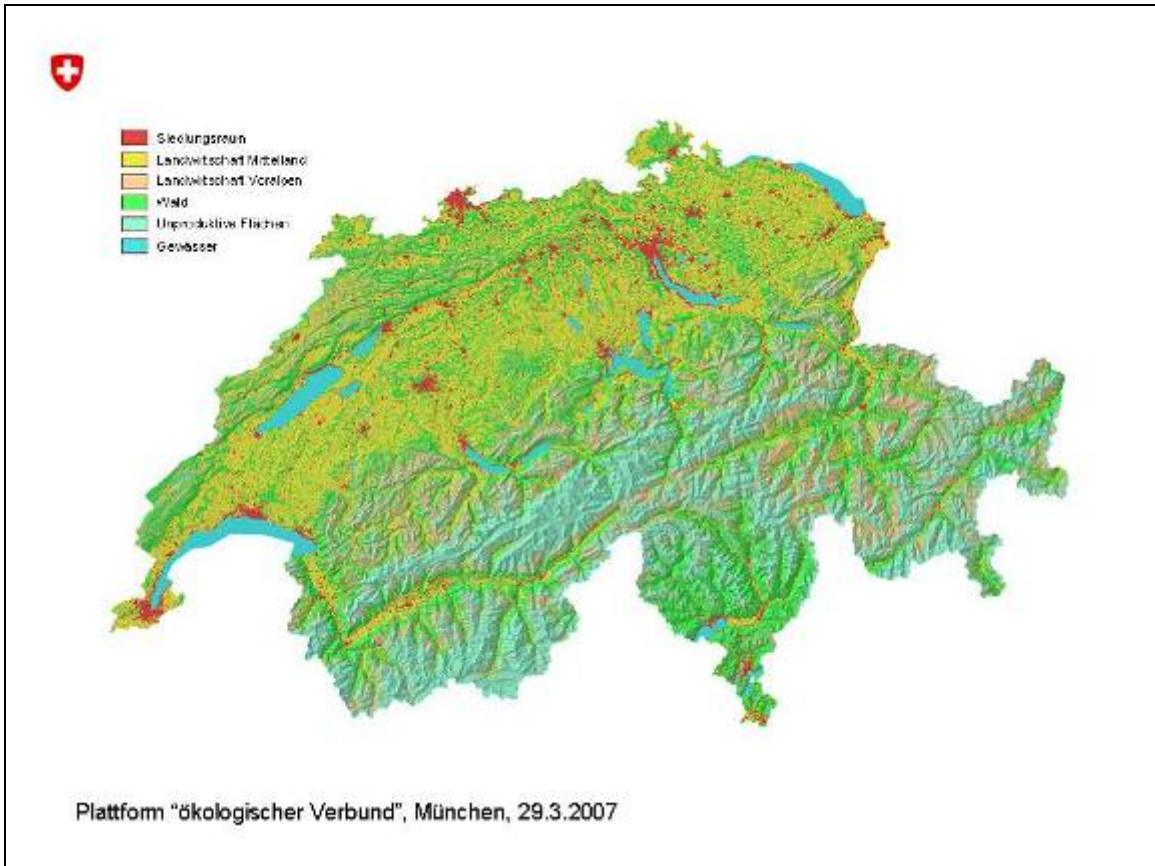 Siedlungsraum
Landwirtschaft Mittelland
Landwirtschaft Voralpen
Wald
Unproduktive Flächen
Gewässer
Plattform "ökologischer Verbund", München, 29.3.2007